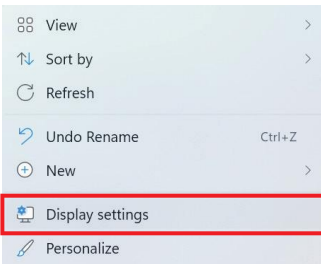 View
Sort by
Refresh
Undo Rename Ctrl+Z
New
Display settings
Personalize